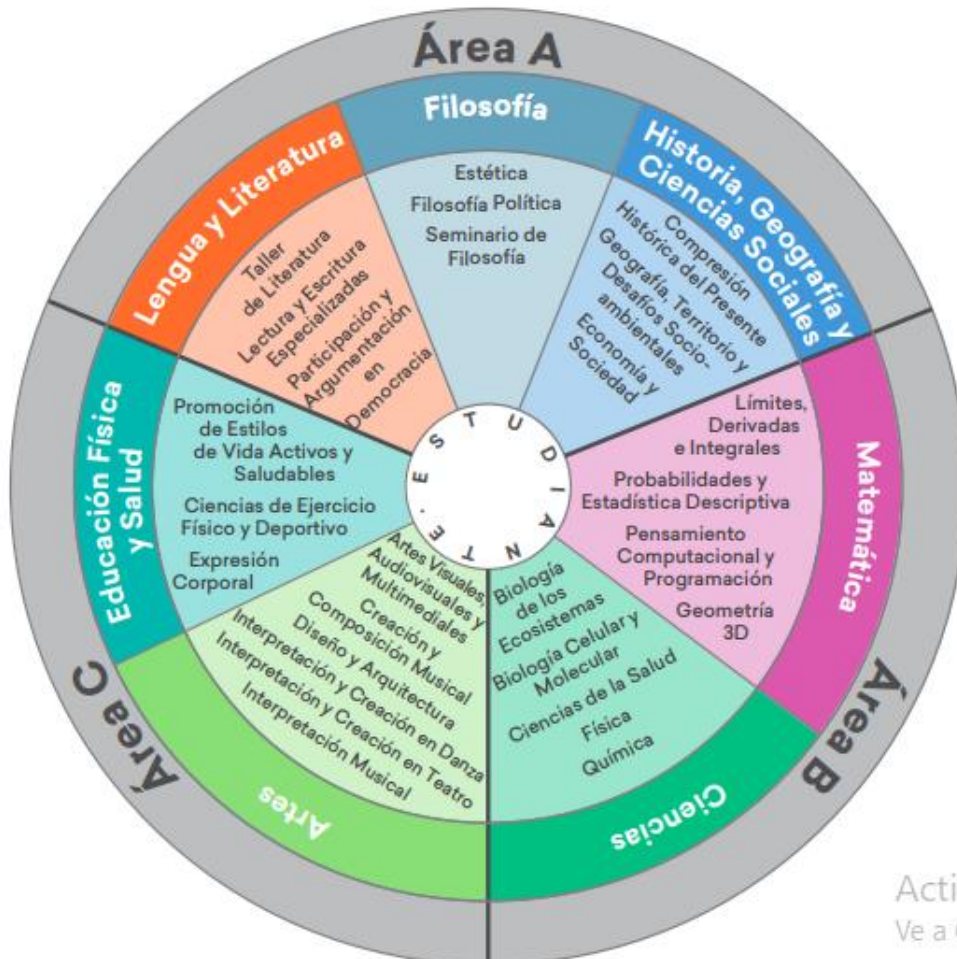 Área A
Filosofía
Estética
Filosofía Política
Seminario de
Filosofía
Historia, Geografía y
Ciencias Sociales
Compresión
Histórica del Presente
Geografía, Territorio y
Desafíos Socio-
ambientales
Economía y
Sociedad
Lengua y Literatura
Taller
de Literatura
Lectura y Escritura
Especializadas
Participación y
Argumentación
en
Democracia
ESTUDIANTE.
Área B
Matemática
Límites,
Derivadas
e Integrales
Probabilidades y
Estadística Descriptiva
Pensamiento
Computacional y
Programación
Geometría
3D
Ciencias
Biología
de los
Ecosistemas
Biología Celular y
Molecular
Ciencias de la Salud
Física
Química
Área C
Educación Física
y Salud
Promoción
de Estilos
de Vida Activos y
Saludables
Ciencias de Ejercicio
Físico y Deportivo
Expresión
Corporal
Artes
Artes Visuales,
Audiovisuales y
Multimediales
Creación y
Composición Musical
Diseño y Arquitectura
Interpretación y Creación en Danza
Interpretación y Creación en Teatro
Interpretación Musical
Acti
Ve a